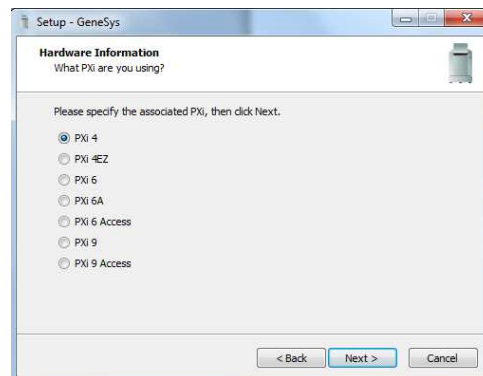 Setup - GeneSys
Hardware Information
What PXi are you using?
Please specify the associated PXi, then click Next.
PXi 4
PXi 4EZ
PXi 6
PXi 6A
PXi 6 Access
PXi 9
PXi 9 Access
< Back
Next >
Cancel